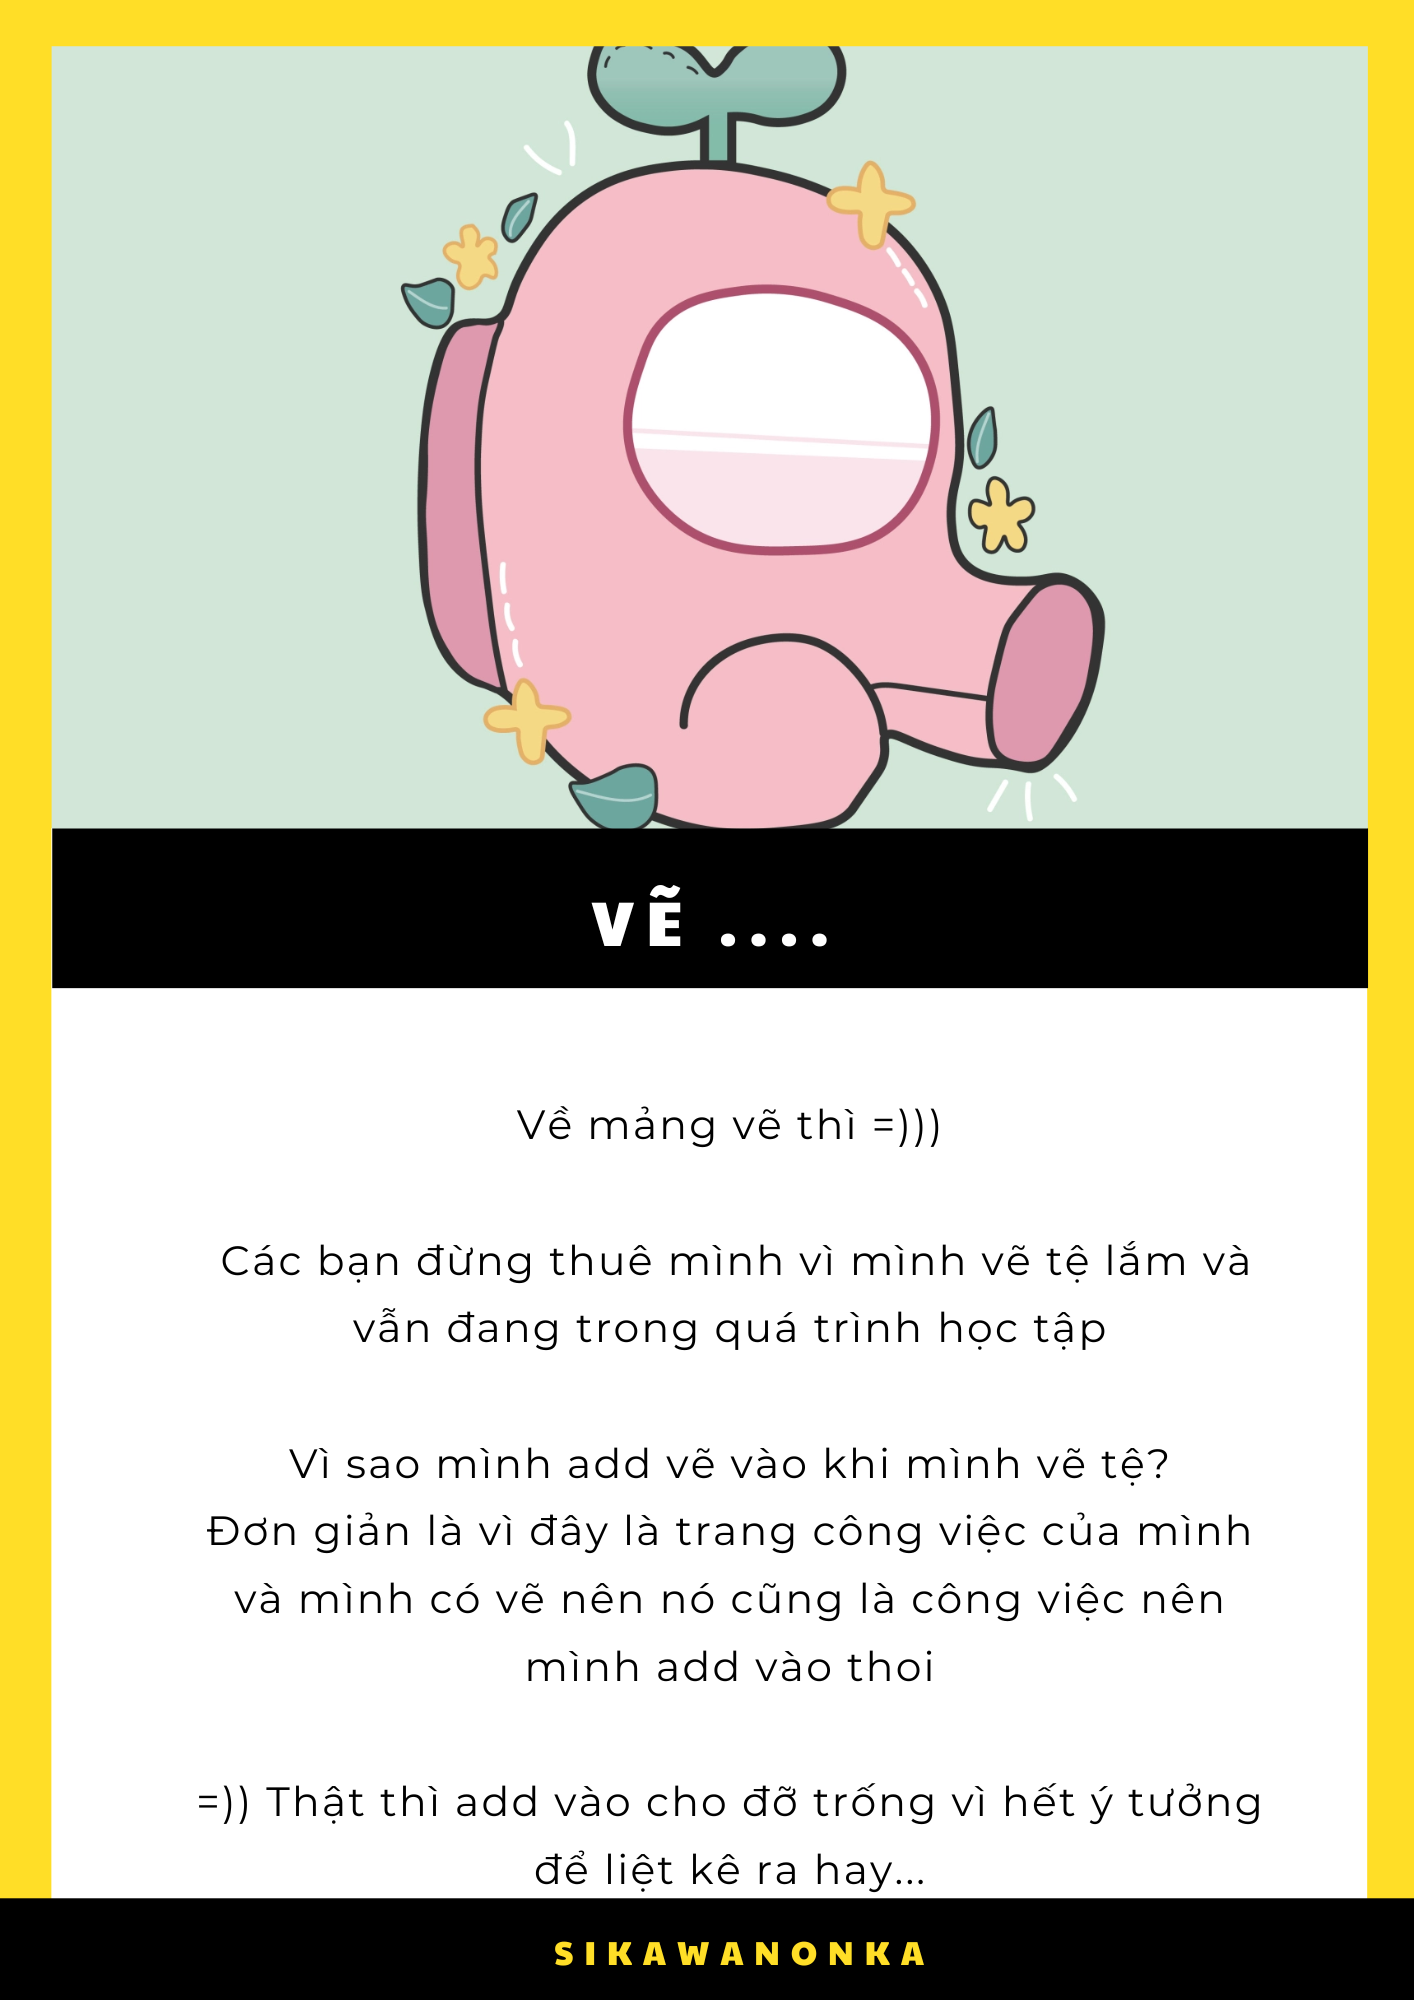 VẼ ....
Về mảng vẽ thì =)))
Các bạn đừng thuê mình vì mình vẽ tệ lắm và
vẫn đang trong quá trình học tập
Vì sao mình add vẽ vào khi mình vẽ tệ?
Đơn giản là vì đây là trang công việc của mình
và mình có vẽ nên nó cũng là công việc nên
mình add vào thoi
=)) Thật thì add vào cho đỡ trống vì hết ý tưởng
để liệt kê ra hay...
SIKAWANONKA